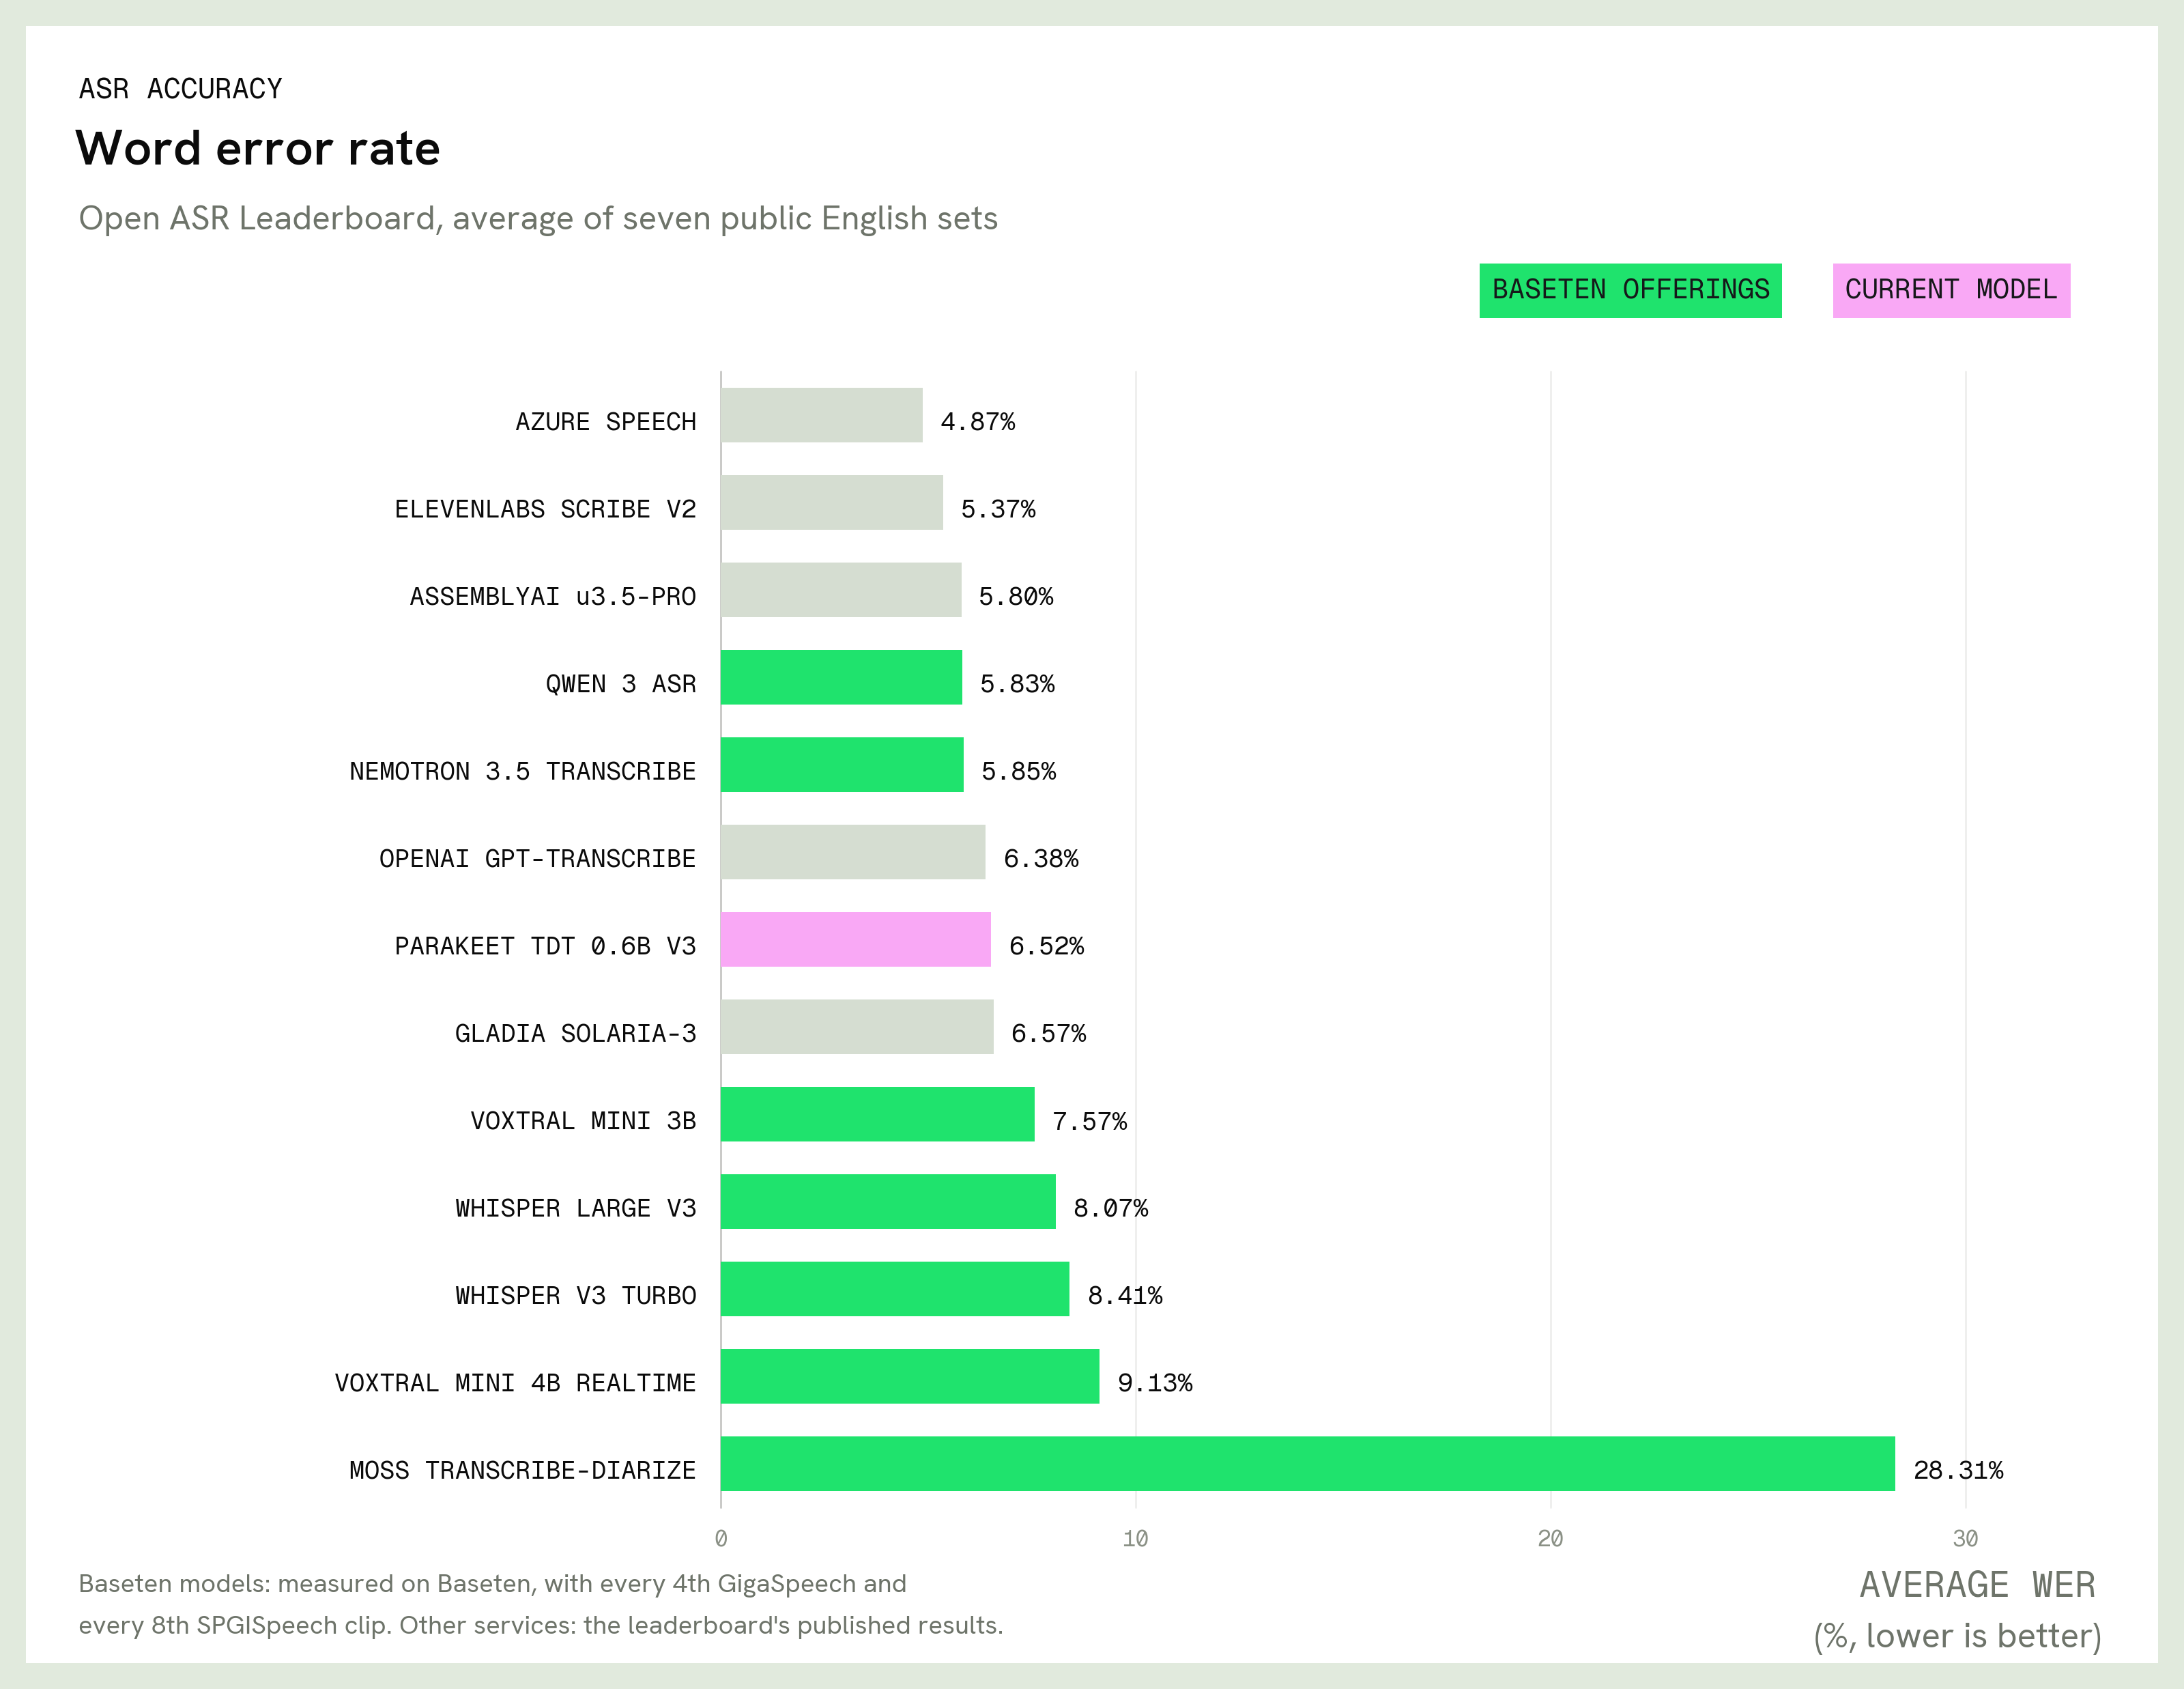 ASR ACCURACY
Word error rate
Open ASR Leaderboard, average of seven public English sets
BASETEN OFFERINGS CURRENT MODEL
AZURE SPEECH 4.87%
ELEVENLABS SCRIBE V2 5.37%
ASSEMBLYAI u3.5-PRO 5.80%
QWEN 3 ASR 5.83%
NEMOTRON 3.5 TRANSCRIBE 5.85%
OPENAI GPT-TRANSCRIBE 6.38%
PARAKEET TDT 0.6B V3 6.52%
GLADIA SOLARIA-3 6.57%
VOXTRAL MINI 3B 7.57%
WHISPER LARGE V3 8.07%
WHISPER V3 TURBO 8.41%
VOXTRAL MINI 4B REALTIME 9.13%
MOSS TRANSCRIBE-DIARIZE 28.31%
0 10 20 30
Baseten models: measured on Baseten, with every 4th GigaSpeech and
every 8th SPGISpeech clip. Other services: the leaderboard's published results.
AVERAGE WER
(%, lower is better)